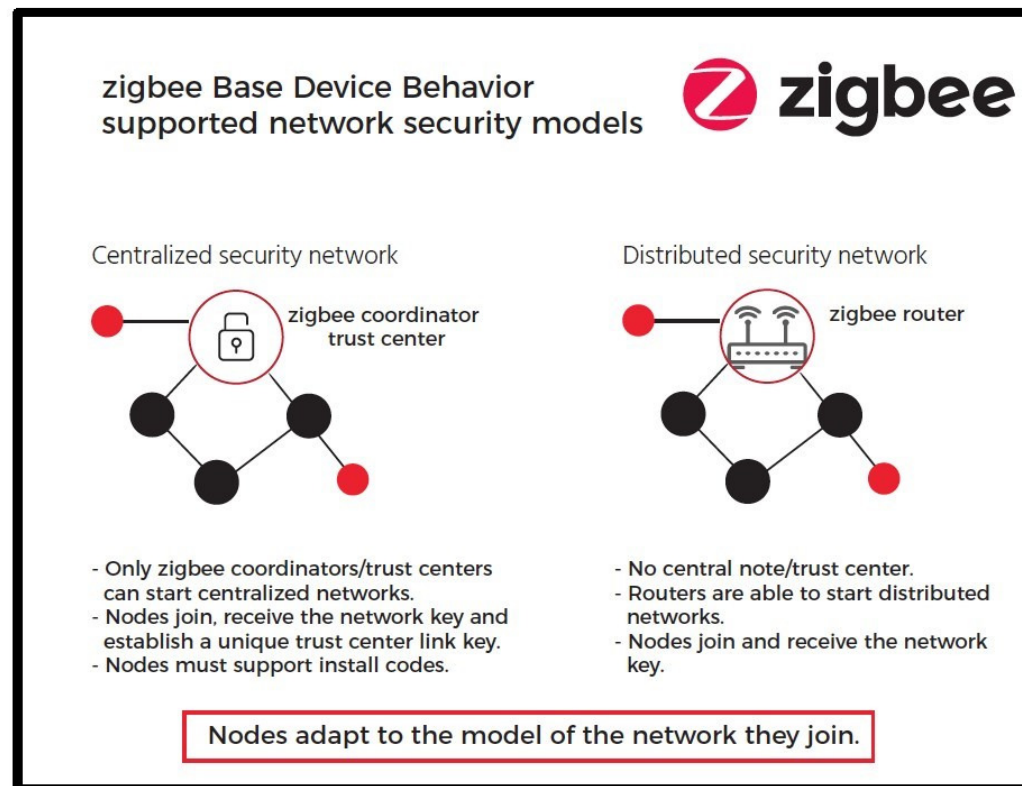 zigbee Base Device Behavior
supported network security models
zigbee
Centralized security network
zigbee coordinator
trust center
- Only zigbee coordinators/trust centers
can start centralized networks.
- Nodes join, receive the network key and
establish a unique trust center link key.
- Nodes must support install codes.
Distributed security network
zigbee router
- No central note/trust center.
- Routers are able to start distributed
networks.
- Nodes join and receive the network
key.
Nodes adapt to the model of the network they join.